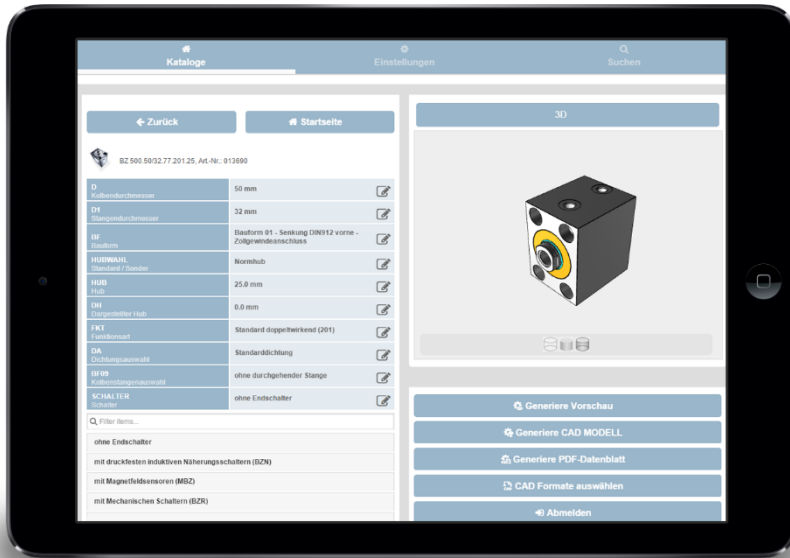 Kataloge
Einstellungen
Suchen
Zurück
Startseite
BZ 500.50/32.77.201.25, Art.-Nr.: 013690
D
Kolbendurchmesser
50 mm
D1
Stangendurchmesser
32 mm
BF
Bauform
Bauform 01 - Senkung DIN912 vorne -
Zollgewindeanschluss
HUBWAHL
Standard / Sonder
Normhub
HUB
Hub
25.0 mm
DH
Dargestellter Hub
0.0 mm
FKT
Funktionsart
Standard doppeltwirkend (201)
DA
Dichtungsauswahl
Standarddichtung
BF09
Kolbenstangenauswahl
ohne durchgehender Stange
SCHALTER
Schalter
ohne Endschalter
Filter items...
ohne Endschalter
mit druckfesten induktiven Näherungsschaltern (BZN)
mit Magnetfeldsensoren (MBZ)
mit Mechanischen Schaltern (BZR)
3D
Generiere Vorschau
Generiere CAD MODELL
Generiere PDF-Datenblatt
CAD Formate auswählen
Abmelden